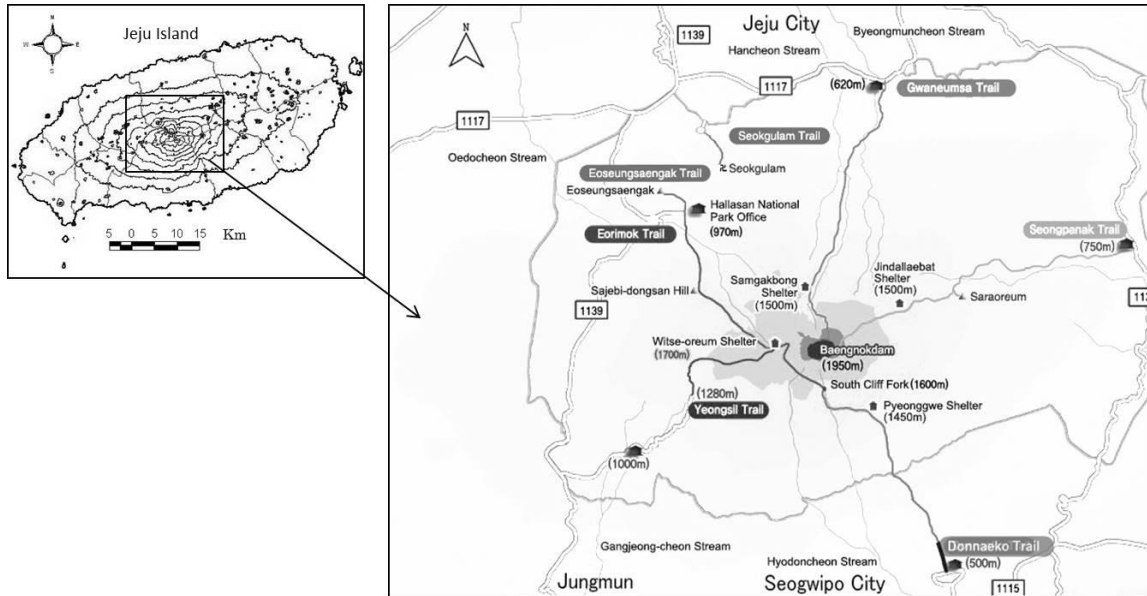 Jeju Island
N
W
E
S
5 0 5 10 15 Km
N
Jeju City
Byeongmuncheon Stream
1139
Hancheon Stream
1117
(620m)
Gwaneumsa Trail
1117
Seokgulam Trail
Oedocheon Stream
Seokgulam
Eoseungsaengak Trail
Eoseungsaengak
Hallasan National
Park Office
(970m)
Eorimok Trail
Seongpanak Trail
(750m)
Jindallaebat
Shelter
(1500m)
Samgakbong
Shelter
(1500m)
Saraoreum
Sajebi-dongsan Hill
1139
Witse-oreum Shelter
(1700m)
Baengnokdam
(1950m)
South Cliff Fork (1600m)
(1280m)
Yeongsil Trail
Pyeonggwe Shelter
(1450m)
(1000m)
Gangjeong-cheon Stream
Donnaeko Trail
(500m)
Hyodoncheon Stream
Jungmun
Seogwipo City
1115